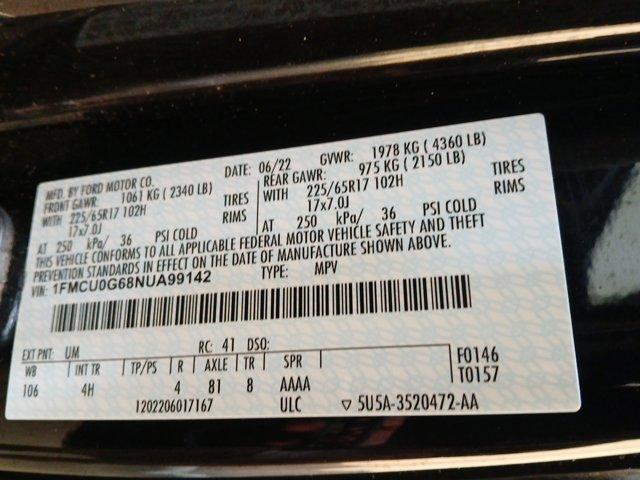 MFD. BY FORD MOTOR CO. DATE: 06/22 GVWR: 1978 KG ( 4360 LB)
FRONT GAWR: 1061 KG ( 2340 LB) REAR GAWR: 975 KG ( 2150 LB)
WITH 225/65R17 102H TIRES WITH 225/65R17 102H TIRES
17x7.0J RIMS 17x7.0J RIMS
AT 250 kPa/ 36 PSI COLD AT 250 kPa/ 36 PSI COLD
THIS VEHICLE CONFORMS TO ALL APPLICABLE FEDERAL MOTOR VEHICLE SAFETY AND THEFT
PREVENTION STANDARDS IN EFFECT ON THE DATE OF MANUFACTURE SHOWN ABOVE.
VIN: 1FMCU0G68NUA99142 TYPE: MPV
EXT PNT: UM RC: 41 DSO:
WB INT TR TP/PS R AXLE TR SPR F0146
106 4H 4 81 8 AAAA T0157
1202206017167 ULC ▽ 5U5A-3520472-AA